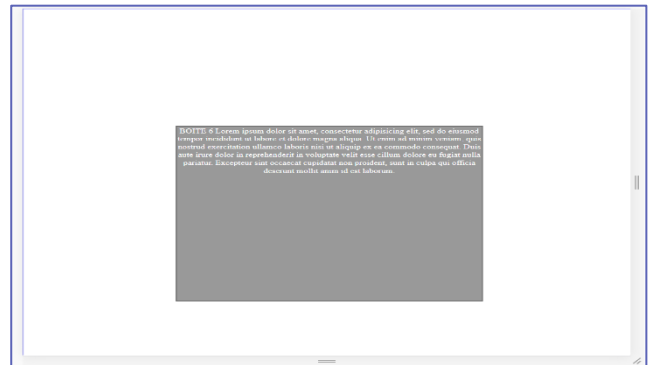 BOITE 6 Lorem ipsum dolor sit amet, consectetur adipisicing elit, sed do eiusmod
tempor incididunt ut labore et dolore magna aliqua. Ut enim ad minim veniam, quis
nostrud exercitation ullamco laboris nisi ut aliquip ex ea commodo consequat. Duis
aute irure dolor in reprehenderit in voluptate velit esse cillum dolore eu fugiat nulla
pariatur. Excepteur sint occaecat cupidatat non proident, sunt in culpa qui officia
deserunt mollit anim id est laborum.